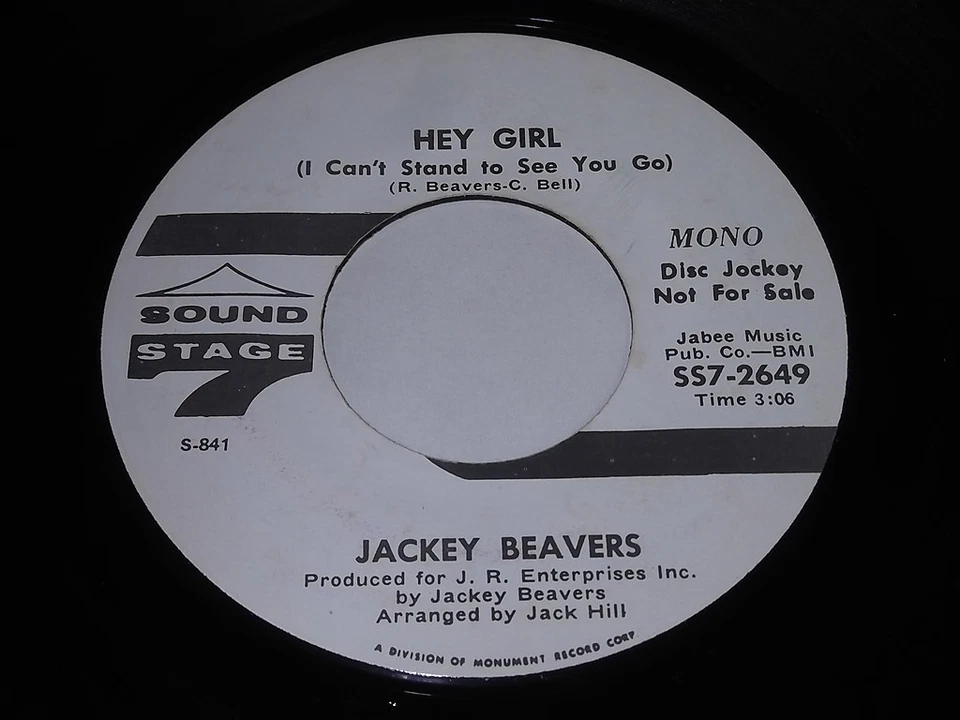 HEY GIRL
(I Can't Stand to See You Go)
(R. Beavers-C. Bell)
MONO
Disc Jockey
Not For Sale
SOUND
STAGE
7
Jabee Music
Pub. Co.—BMI
SS7-2649
Time 3:06
S-841
JACKEY BEAVERS
Produced for J. R. Enterprises Inc.
by Jackey Beavers
Arranged by Jack Hill
A DIVISION OF MONUMENT RECORD CORP